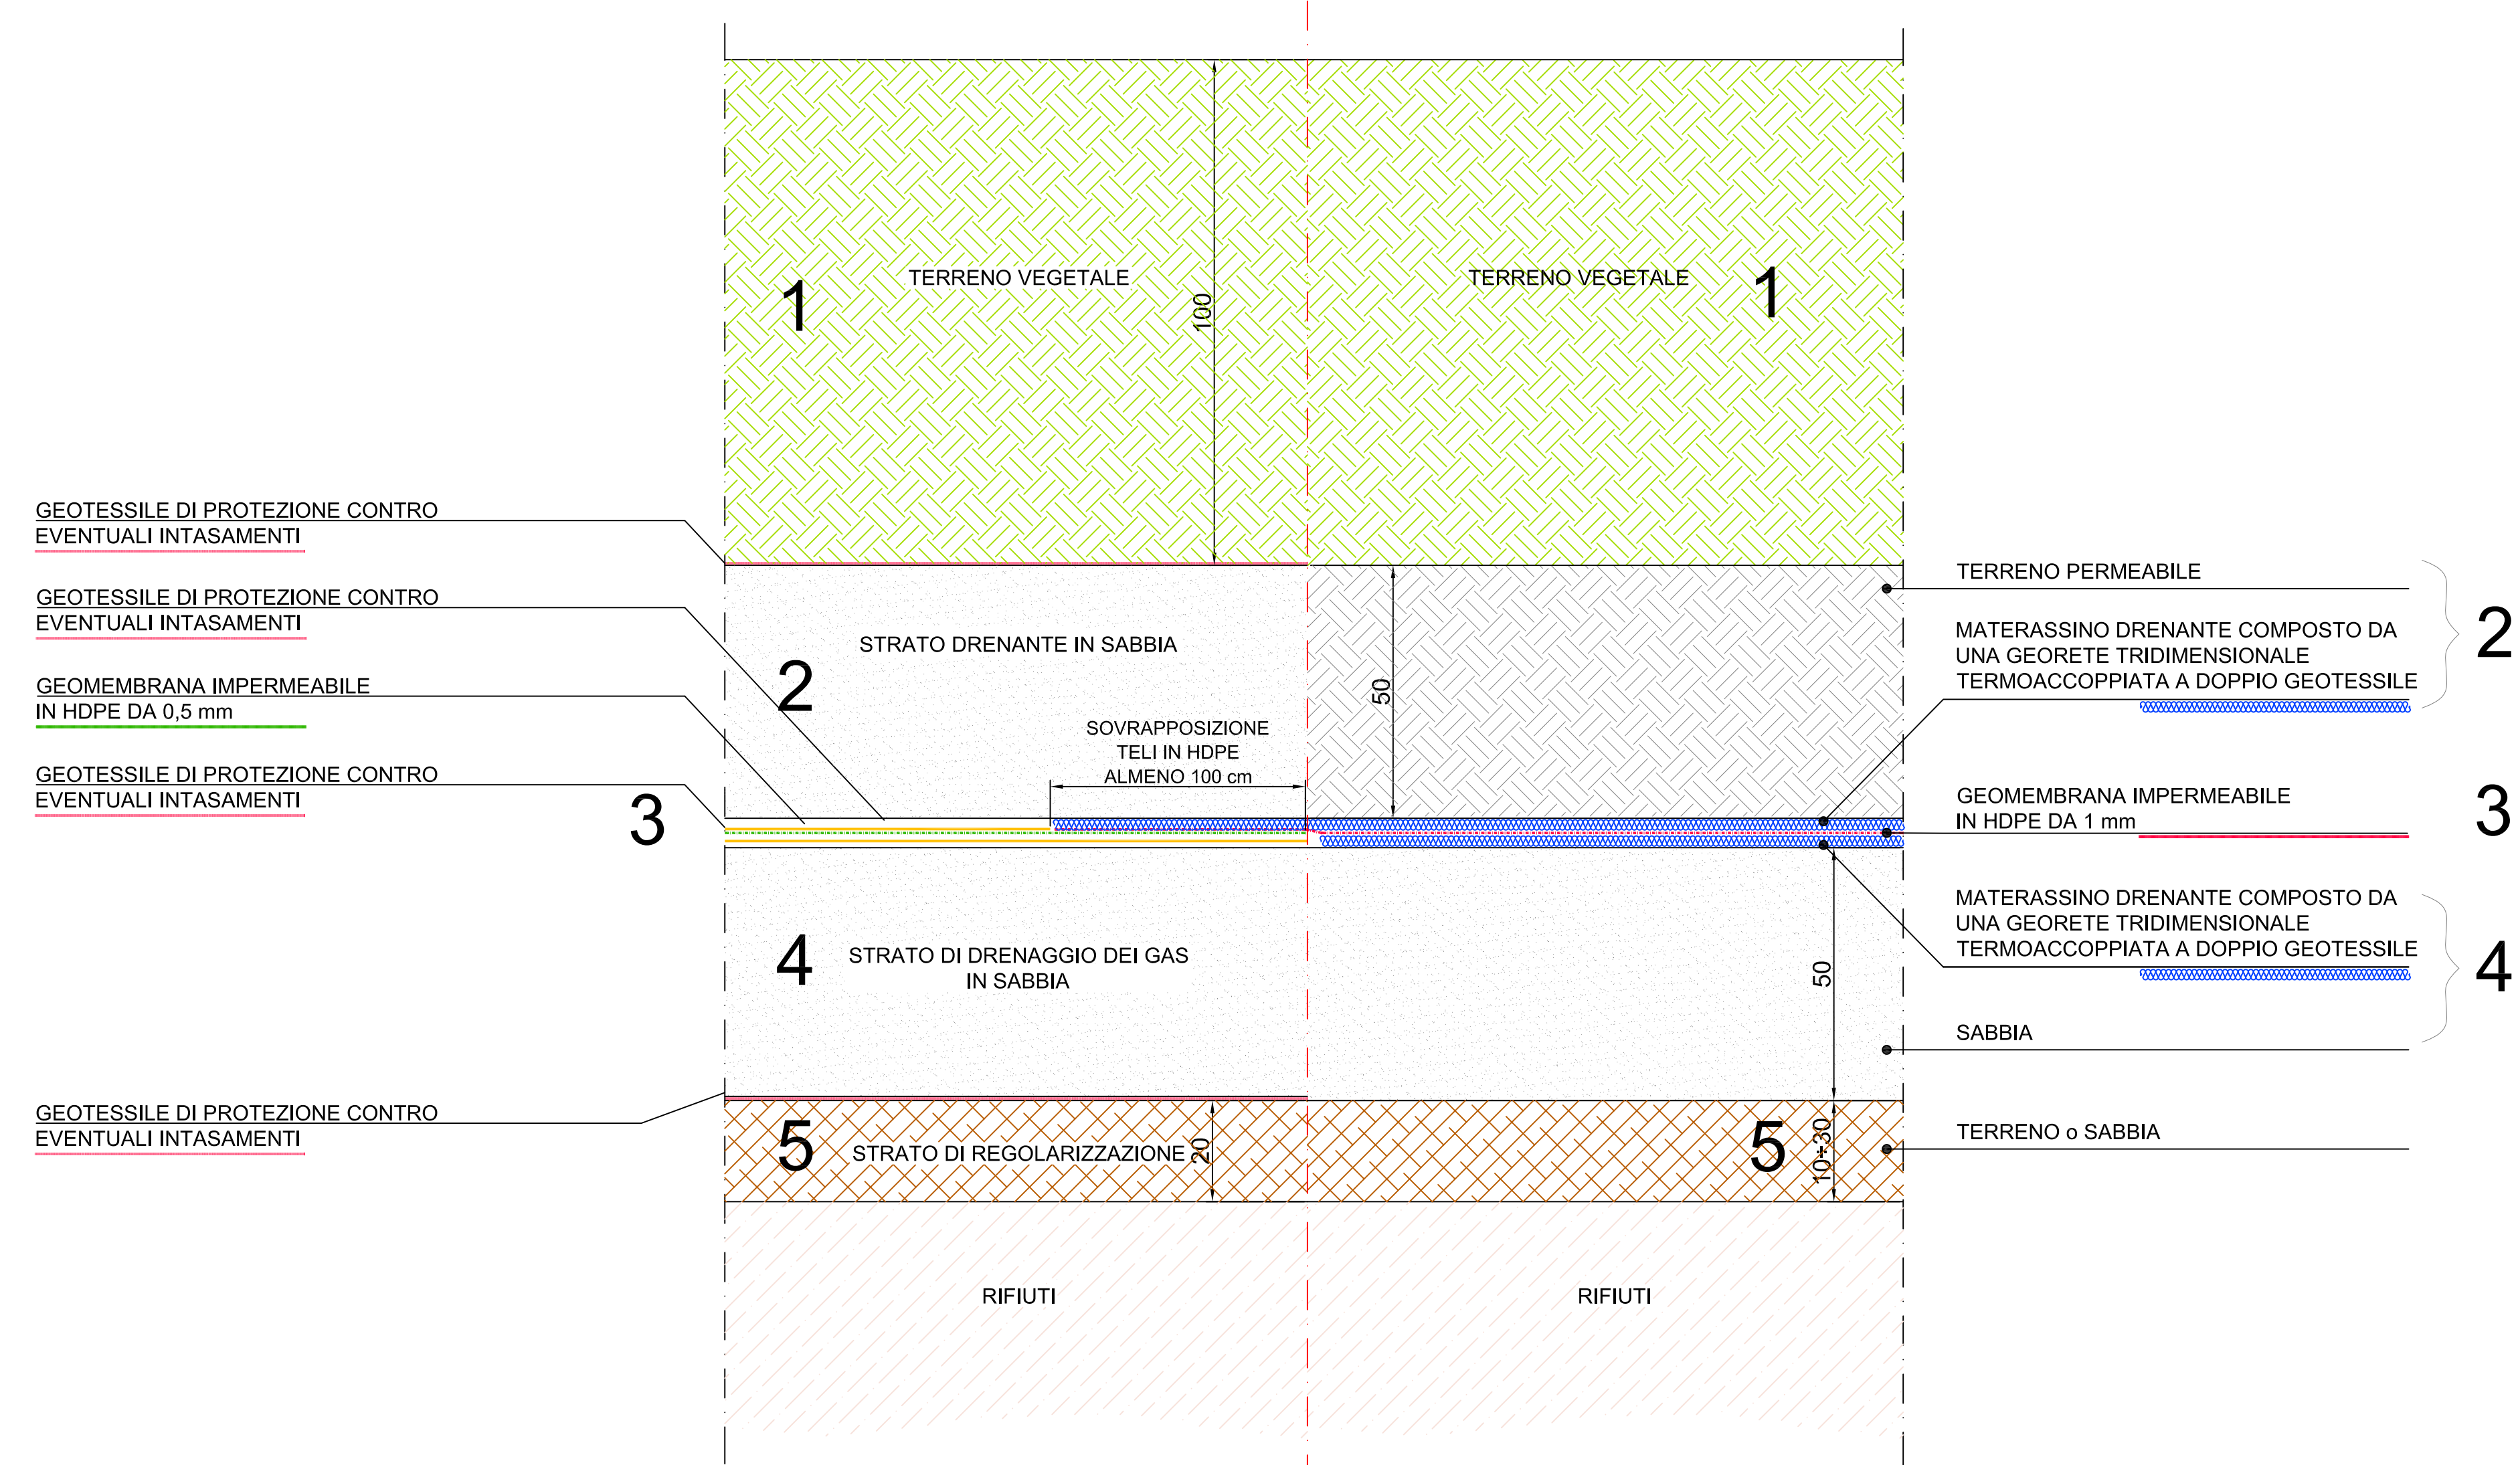 TERRENO VEGETALE
1
100
TERRENO VEGETALE
1
GEOTESSILE DI PROTEZIONE CONTRO
EVENTUALI INTASAMENTI
GEOTESSILE DI PROTEZIONE CONTRO
EVENTUALI INTASAMENTI
GEOMEMBRANA IMPERMEABILE
IN HDPE DA 0,5 mm
GEOTESSILE DI PROTEZIONE CONTRO
EVENTUALI INTASAMENTI
3
STRATO DRENANTE IN SABBIA
2
SOVRAPPOSIZIONE
TELI IN HDPE
ALMENO 100 cm
50
TERRENO PERMEABILE
MATERASSINO DRENANTE COMPOSTO DA
UNA GEORETE TRIDIMENSIONALE
TERMOACCOPPIATA A DOPPIO GEOTESSILE
2
GEOMEMBRANA IMPERMEABILE
IN HDPE DA 1 mm
3
4
STRATO DI DRENAGGIO DEI GAS
IN SABBIA
50
MATERASSINO DRENANTE COMPOSTO DA
UNA GEORETE TRIDIMENSIONALE
TERMOACCOPPIATA A DOPPIO GEOTESSILE
4
SABBIA
GEOTESSILE DI PROTEZIONE CONTRO
EVENTUALI INTASAMENTI
5
STRATO DI REGOLARIZZAZIONE
20
5
10÷30
TERRENO o SABBIA
RIFIUTI
RIFIUTI